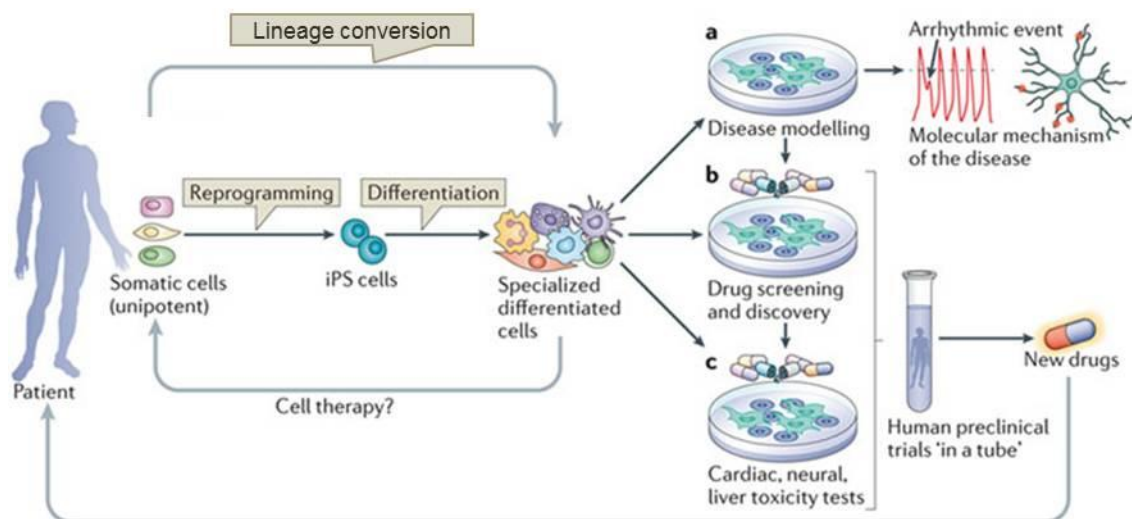 Lineage conversion
a
Arrhythmic event
Disease modelling
Molecular mechanism
of the disease
Reprogramming
Differentiation
b
Somatic cells
(unipotent)
iPS cells
Specialized
differentiated
cells
Drug screening
and discovery
Patient
Cell therapy?
c
New drugs
Human preclinical
trials 'in a tube'
Cardiac, neural,
liver toxicity tests